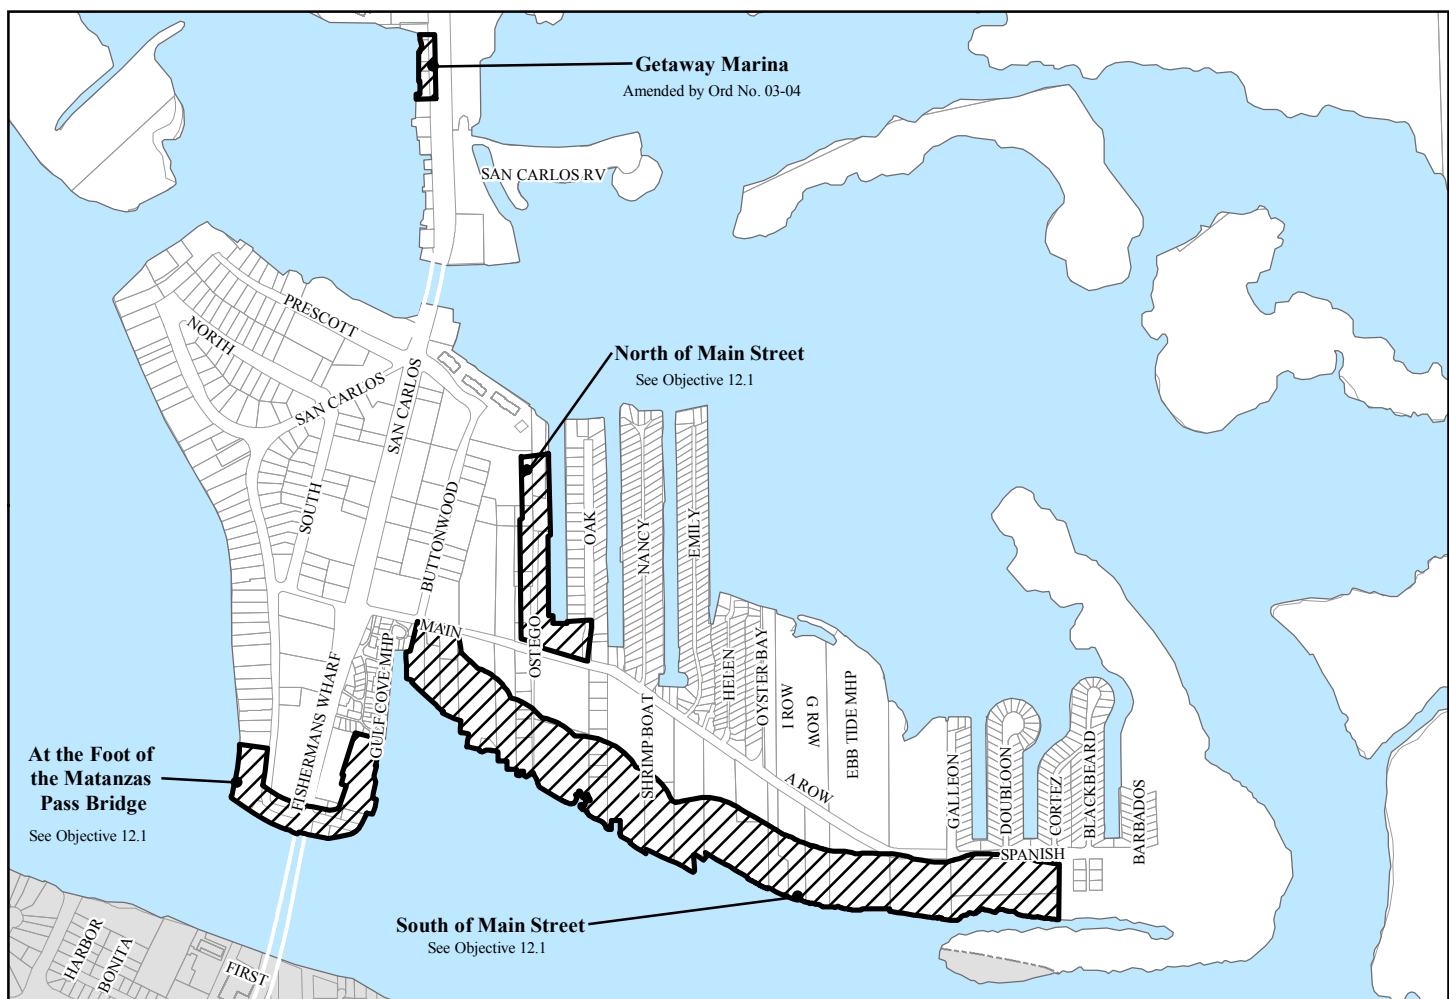 Getaway Marina
Amended by Ord No. 03-04
SAN CARLOS RV
PRESCOTT
NORTH
SAN CARLOS
SAN CARLOS
North of Main Street
See Objective 12.1
SOUTH
BUTTONWOOD
OAK
NANCY
EMILY
MAIN
OSTEGO
GULF COVE MHP
FISHERMANS WHARF
HELEN
OYSTER BAY
I ROW
G ROW
EBB TIDE MHP
SHRIMP BOAT
A ROW
At the Foot of
the Matanzas
Pass Bridge
See Objective 12.1
GALLEON
DOUBLOON
CORTEZ
BLACKBEARD
BARBADOS
SPANISH
South of Main Street
See Objective 12.1
HARBOR
BONITA
FIRST